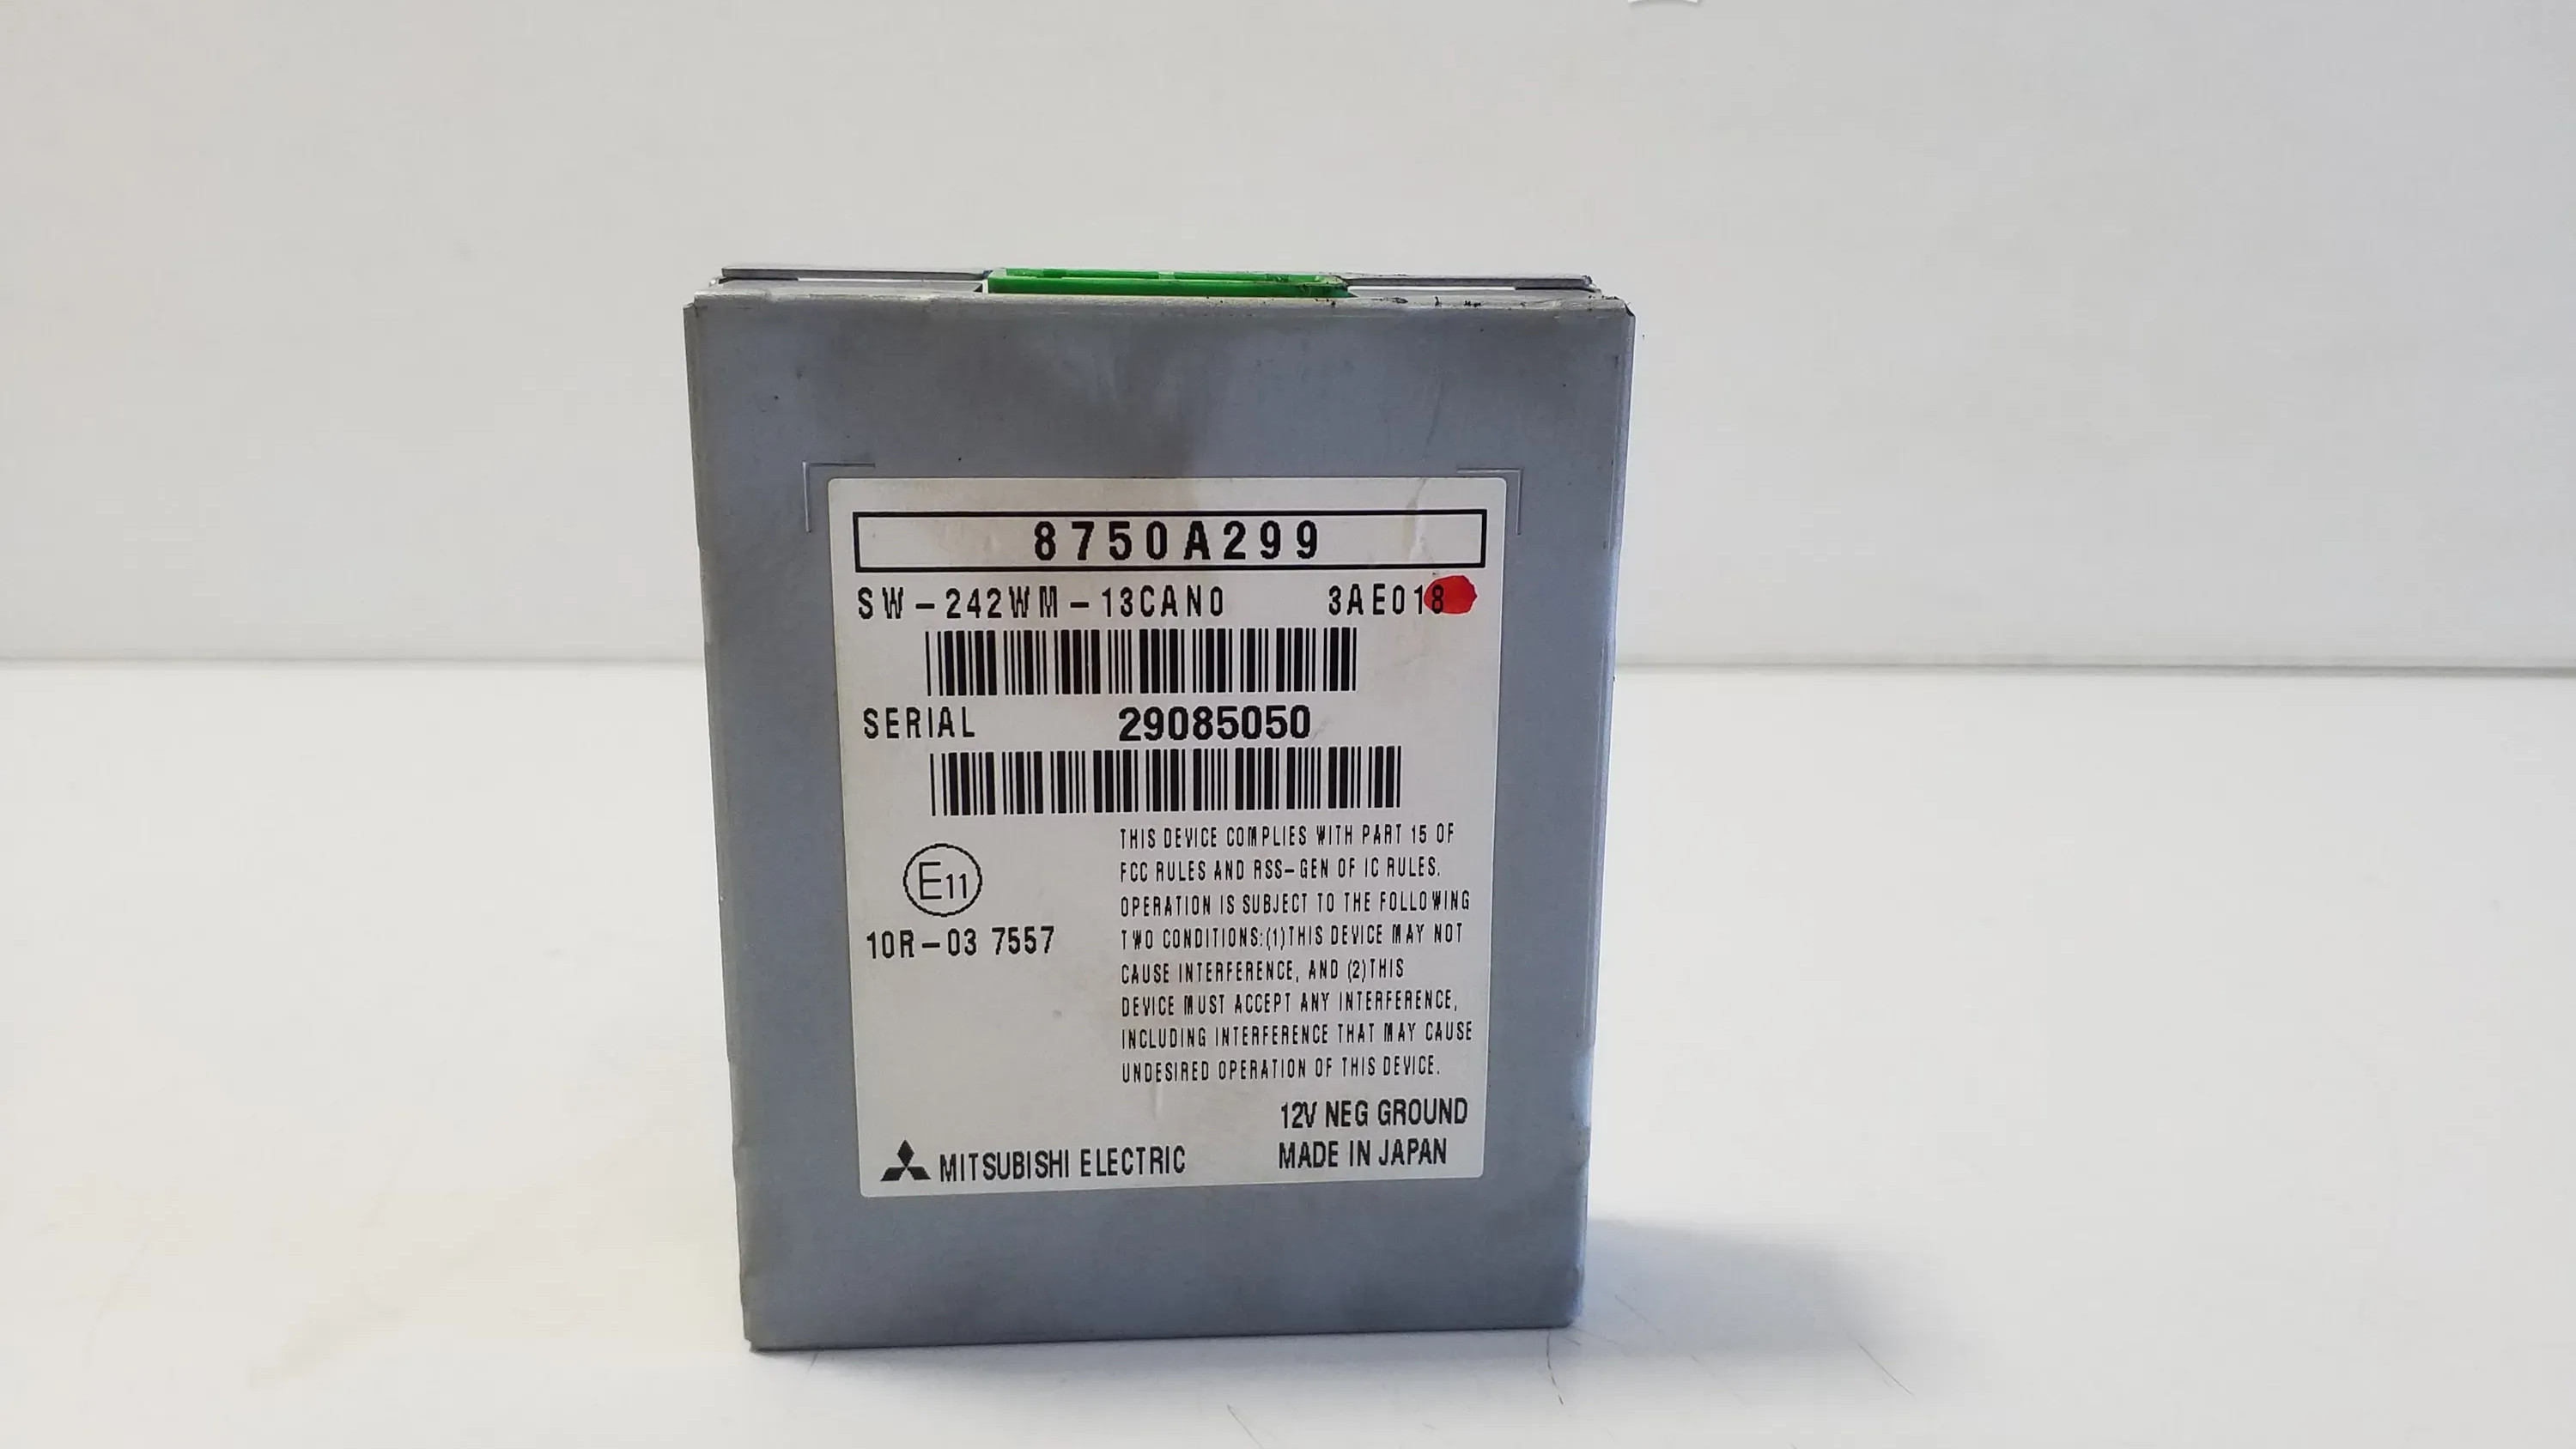 8750A299
SW-242WM-13CAN0 3AE018
SERIAL 29085050
E11
10R-03 7557
THIS DEVICE COMPLIES WITH PART 15 OF
FCC RULES AND RSS-GEN OF IC RULES.
OPERATION IS SUBJECT TO THE FOLLOWING
TWO CONDITIONS:(1)THIS DEVICE MAY NOT
CAUSE INTERFERENCE, AND (2)THIS
DEVICE MUST ACCEPT ANY INTERFERENCE,
INCLUDING INTERFERENCE THAT MAY CAUSE
UNDESIRED OPERATION OF THIS DEVICE.
12V NEG GROUND
MITSUBISHI ELECTRIC MADE IN JAPAN